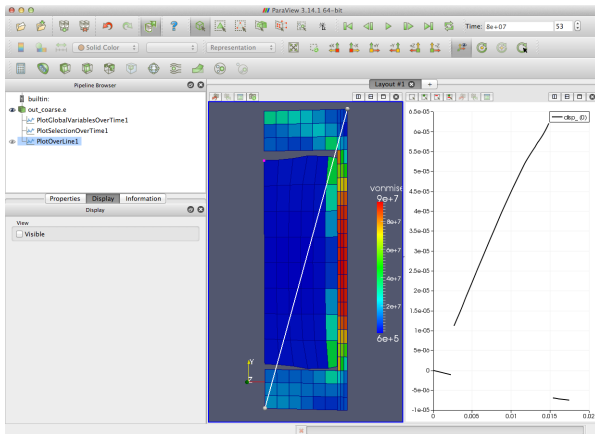 ParaView 3.14.1 64-bit
Time: 8e+07
53
Solid Color
Representation
Pipeline Browser
Layout #1
+
builtin:
out_coarse.e
PlotGlobalVariablesOverTime1
PlotSelectionOverTime1
PlotOverLine1
Properties
Display
Information
Display
View
Visible
vonmise
9e+7
8e+7
6e+7
4e+7
2e+7
6e+5
Y
Z
disp_ (0)
6.5e-05
6e-05
5.5e-05
5e-05
4.5e-05
4e-05
3.5e-05
3e-05
2.5e-05
2e-05
1.5e-05
1e-05
5e-06
0
-5e-06
-1e-05
0
0.005
0.01
0.015
0.02